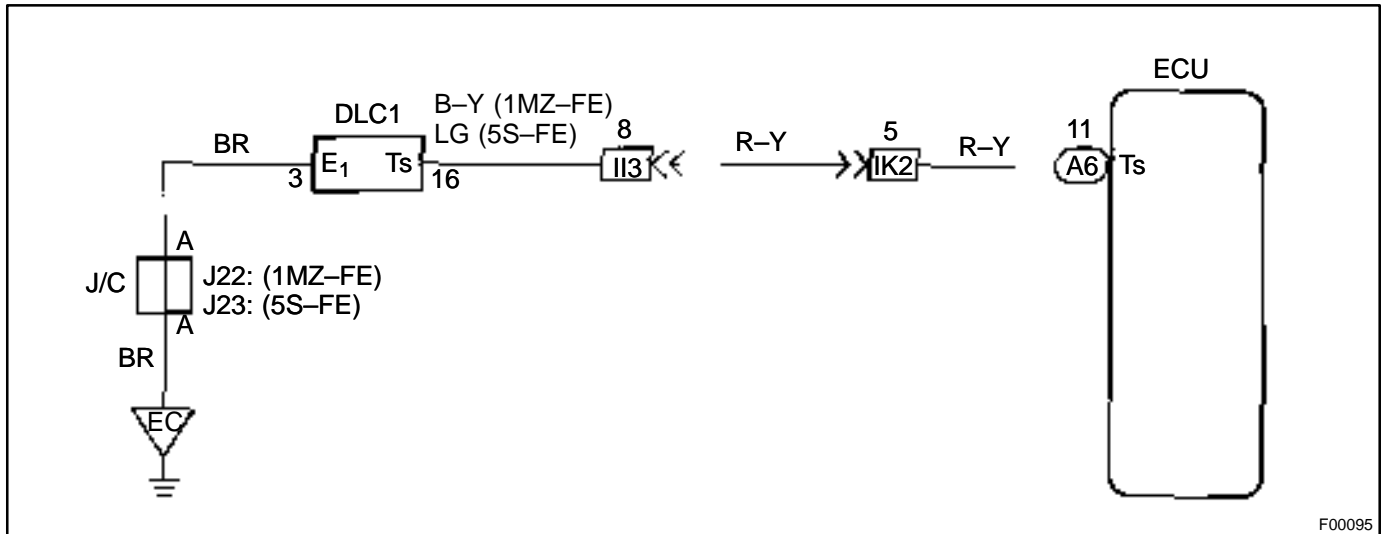 ECU
DLC1
B–Y (1MZ–FE)
LG (5S–FE)
BR
8
R–Y
5
R–Y
11
3
E1
Ts
16
II3
IK2
A6
Ts
A
J/C
J22: (1MZ–FE)
J23: (5S–FE)
A
BR
EC
F00095